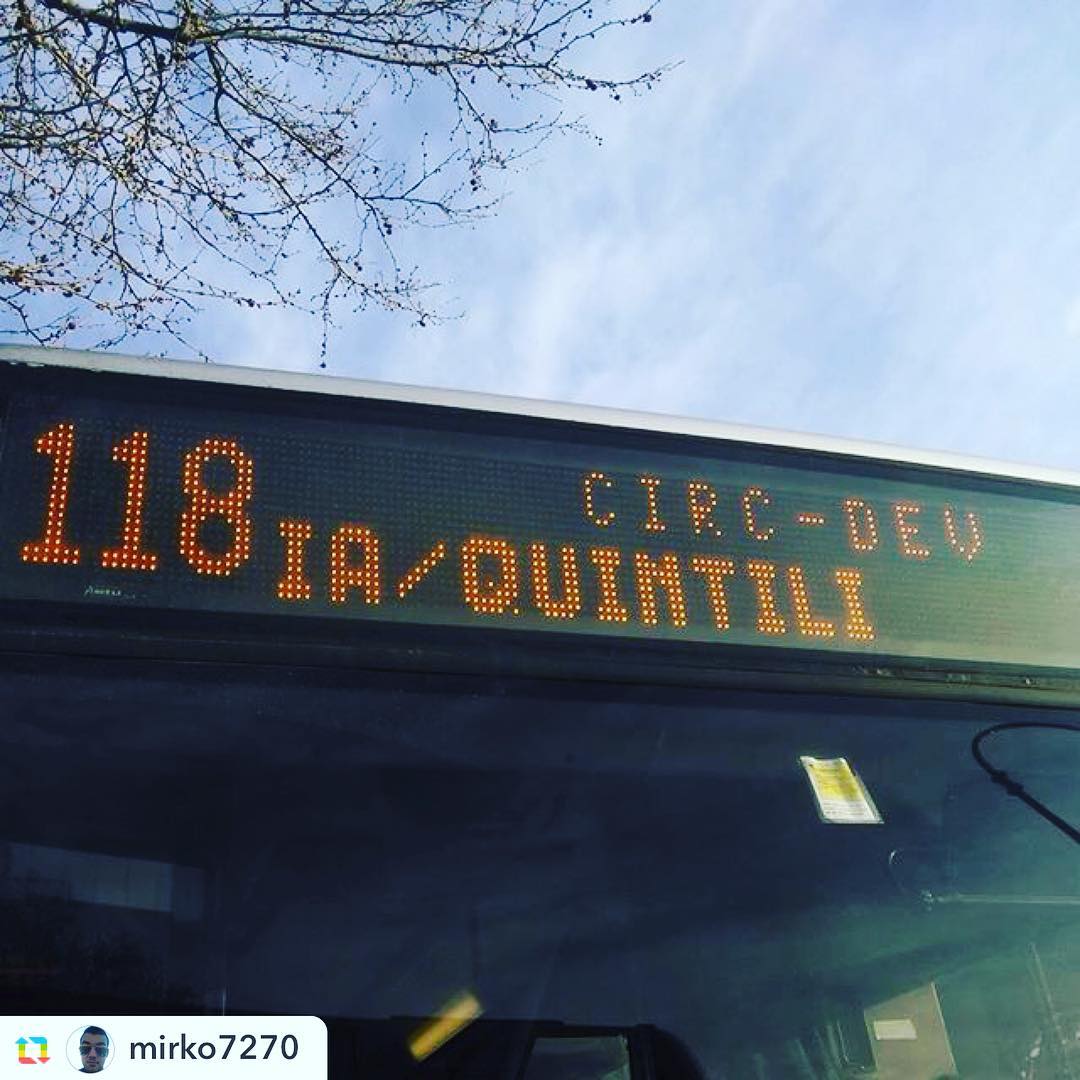 118
CIRC-DEV
IA/QUINTILI
mirko7270